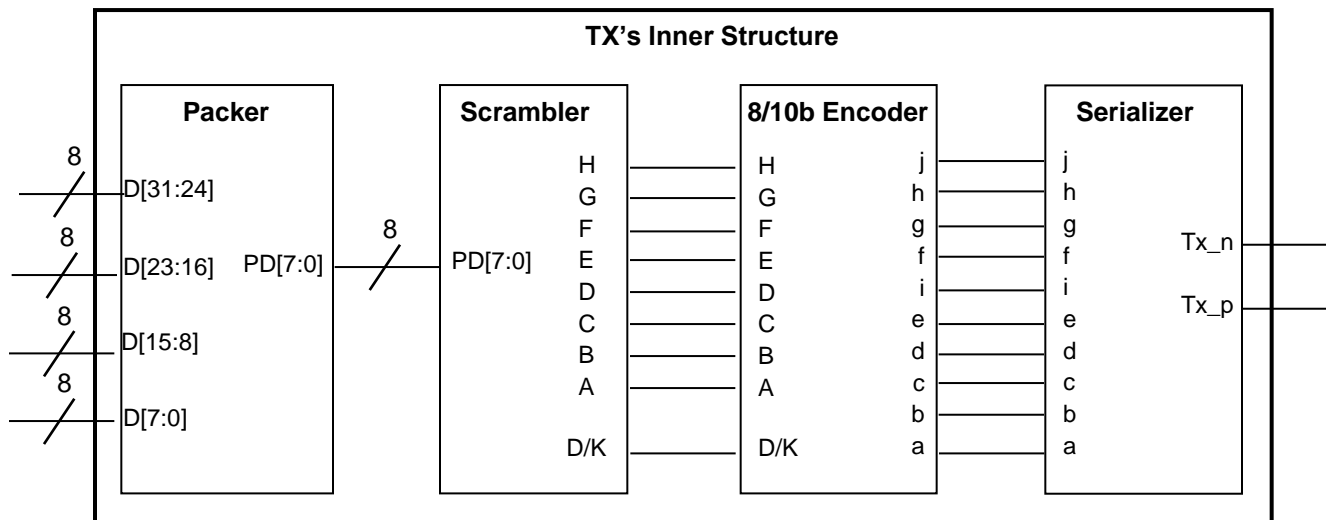 TX's Inner Structure
Packer
8
D[31:24]
8
D[23:16]
8
D[15:8]
8
D[7:0]
PD[7:0]
8
Scrambler
PD[7:0]
H
G
F
E
D
C
B
A
D/K
8/10b Encoder
H
G
F
E
D
C
B
A
D/K
j
h
g
f
i
e
d
c
b
a
Serializer
j
h
g
f
i
e
d
c
b
a
Tx_n
Tx_p